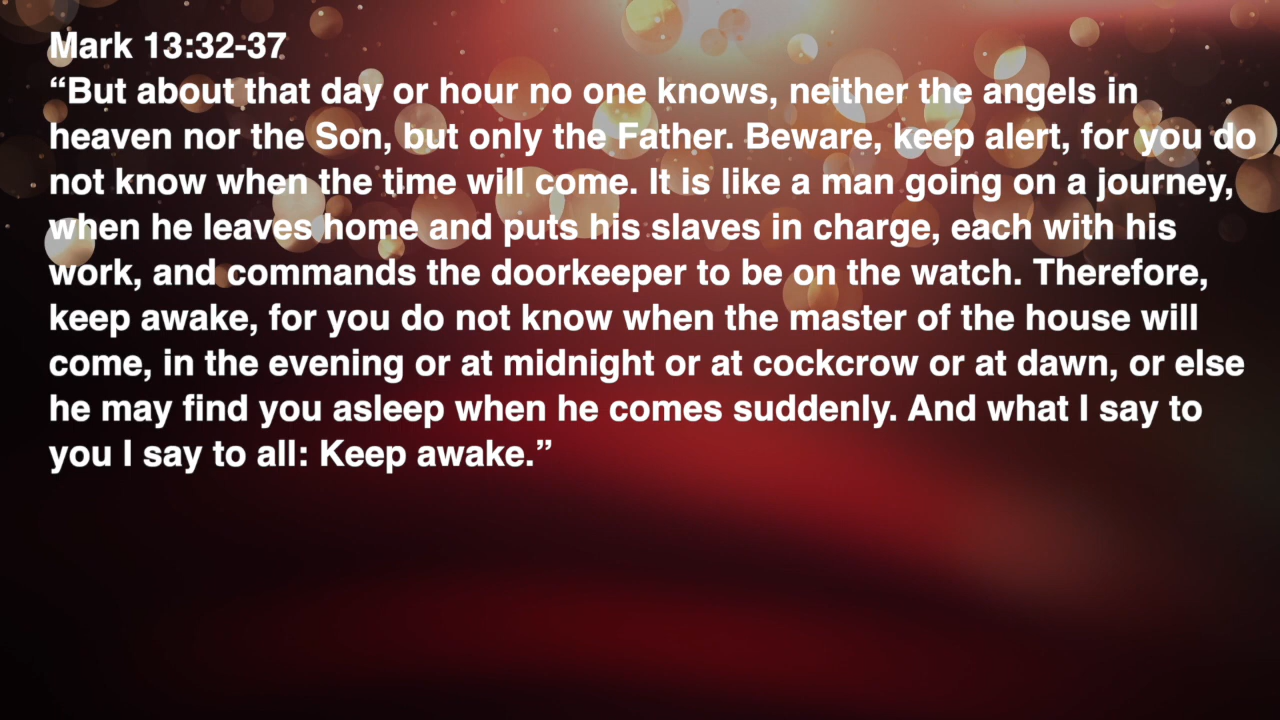 Mark 13:32-37
“But about that day or hour no one knows, neither the angels in
heaven nor the Son, but only the Father. Beware, keep alert, for you do
not know when the time will come. It is like a man going on a journey,
when he leaves home and puts his slaves in charge, each with his
work, and commands the doorkeeper to be on the watch. Therefore,
keep awake, for you do not know when the master of the house will
come, in the evening or at midnight or at cockcrow or at dawn, or else
he may find you asleep when he comes suddenly. And what I say to
you I say to all: Keep awake.”